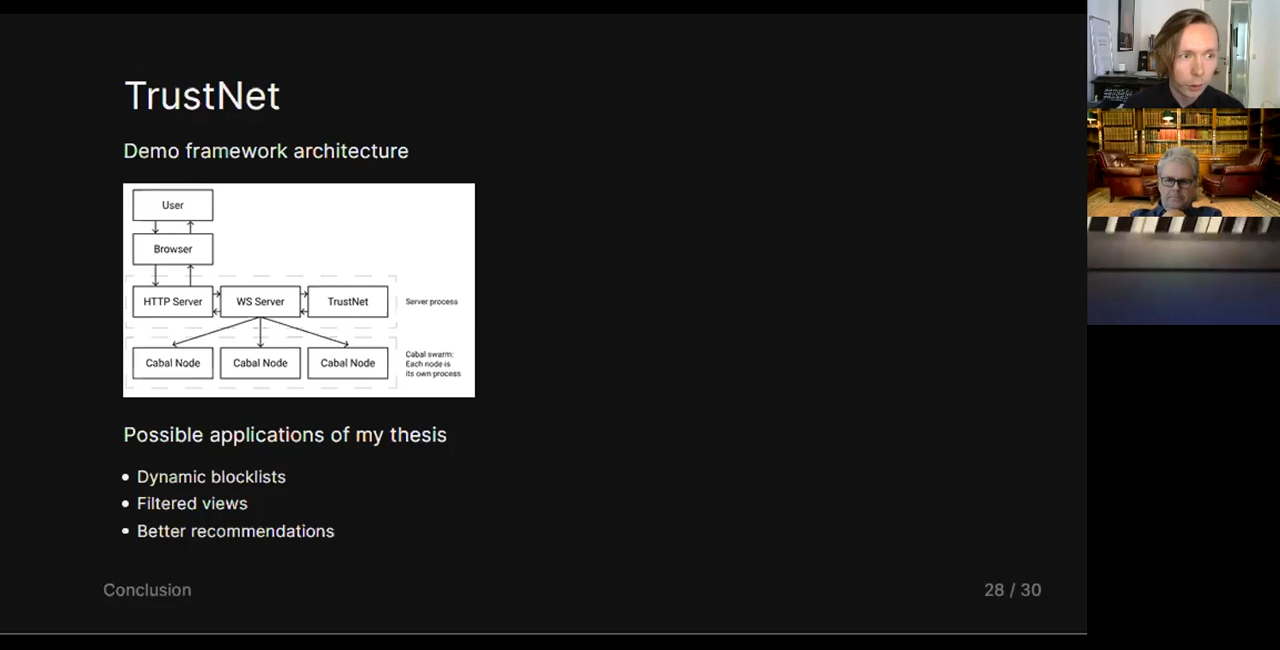 TrustNet
Demo framework architecture
User
Browser
HTTP Server
WS Server
TrustNet
Server process
Cabal Node
Cabal Node
Cabal Node
Cabal swarm:
Each node is
its own process
Possible applications of my thesis
• Dynamic blocklists
• Filtered views
• Better recommendations
Conclusion
28 / 30